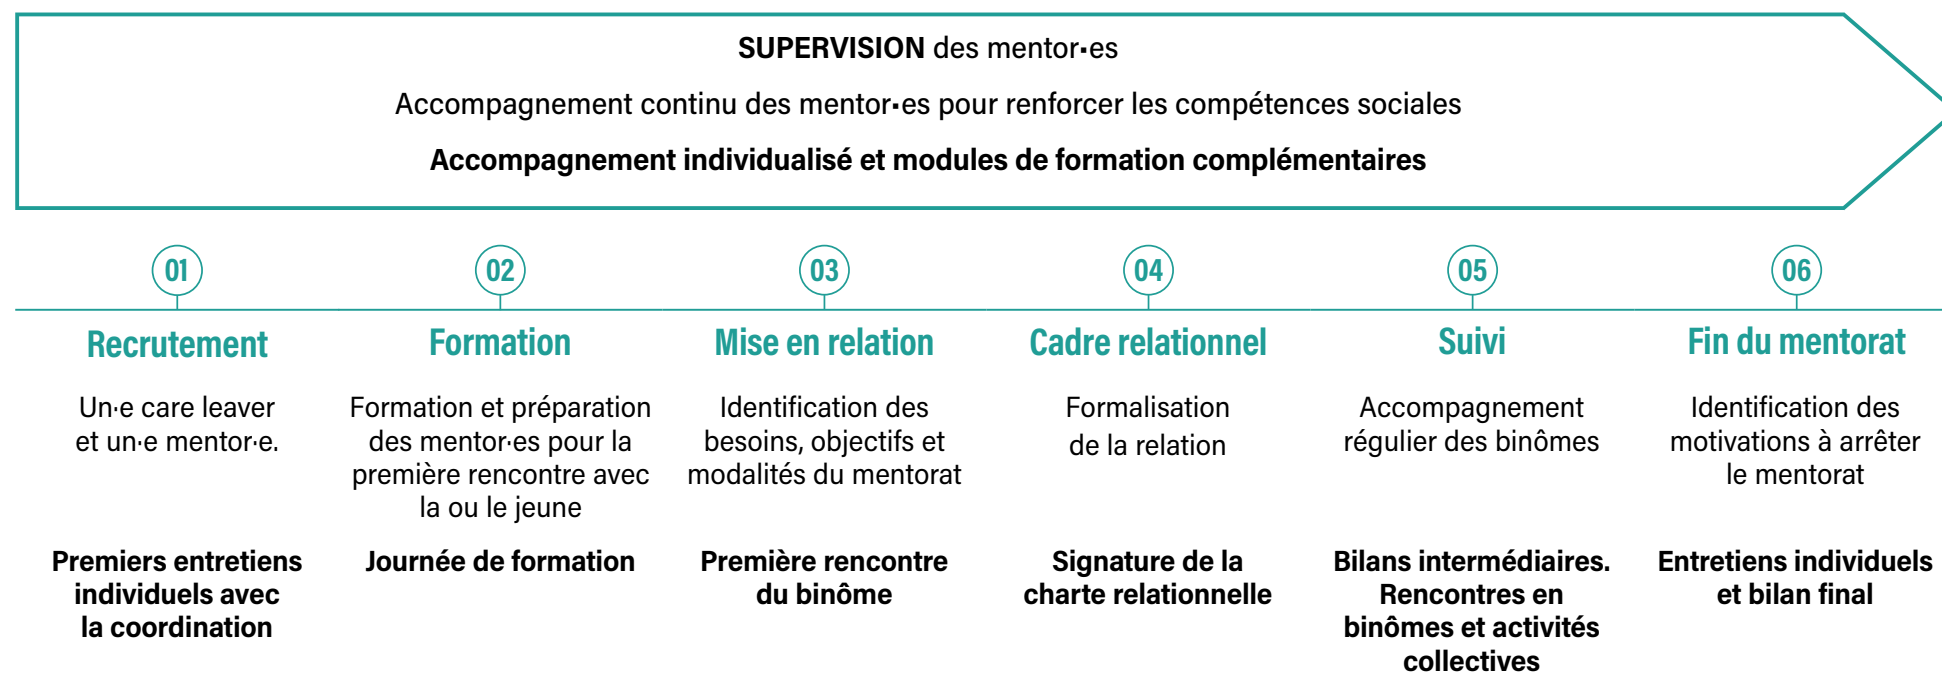 SUPERVISION des mentor·es
Accompagnement continu des mentor·es pour renforcer les compétences sociales
Accompagnement individualisé et modules de formation complémentaires
01
Recrutement
Un·e care leaver
et un·e mentor·e.
Premiers entretiens
individuels avec
la coordination
02
Formation
Formation et préparation
des mentor·es pour la
première rencontre avec
la ou le jeune
Journée de formation
03
Mise en relation
Identification des
besoins, objectifs et
modalités du mentorat
Première rencontre
du binôme
04
Cadre relationnel
Formalisation
de la relation
Signature de la
charte relationnelle
05
Suivi
Accompagnement
régulier des binômes
Bilans intermédiaires.
Rencontres en
binômes et activités
collectives
06
Fin du mentorat
Identification des
motivations à arrêter
le mentorat
Entretiens individuels
et bilan final